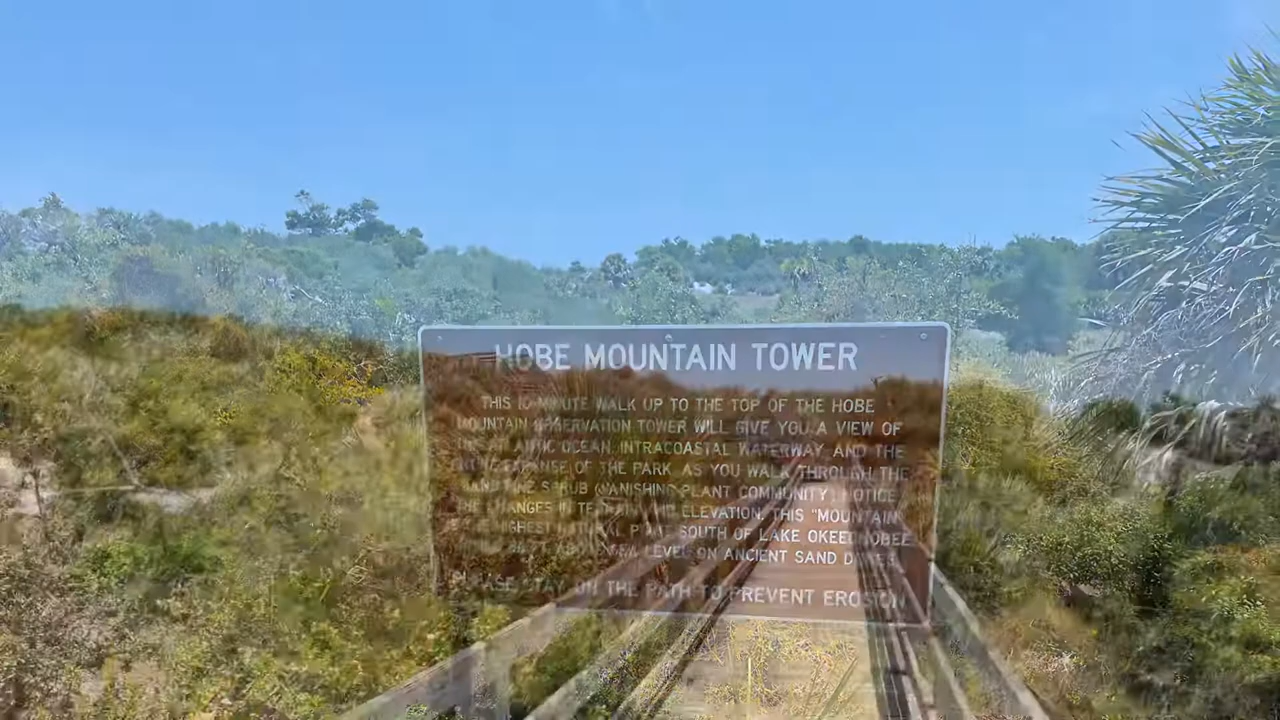 HOBE MOUNTAIN TOWER
THIS 10-MINUTE WALK UP TO THE TOP OF THE HOBE
MOUNTAIN OBSERVATION TOWER WILL GIVE YOU A VIEW OF
THE ATLANTIC OCEAN, INTRACOASTAL WATERWAY AND THE
ENTIRE EXPANSE OF THE PARK. AS YOU WALK THROUGH THE
SAND PINE SCRUB (VANISHING PLANT COMMUNITY) NOTICE
THE CHANGES IN TERRAIN AND ELEVATION. THIS "MOUNTAIN"
HIGHEST NATURAL SOUTH OF LAKE OKEECHOBEE
LEVEL ON ANCIENT SAND DUNES.
PLEASE STAY ON THE PATH TO PREVENT EROSION